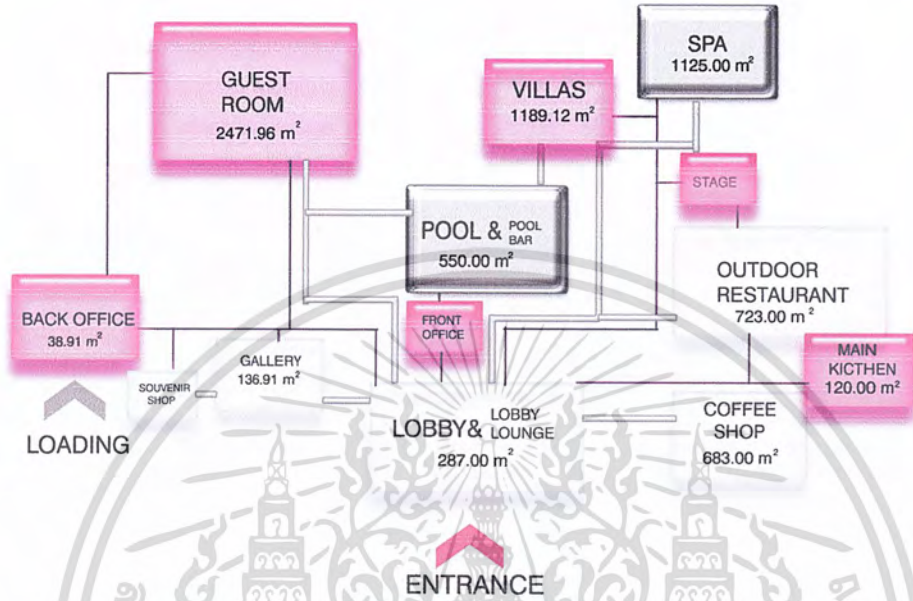 SPA
1125.00 m²
GUEST
ROOM
2471.96 m²
VILLAS
1189.12 m²
STAGE
POOL & POOL
BAR
550.00 m²
OUTDOOR
RESTAURANT
723.00 m²
BACK OFFICE
38.91 m²
FRONT
OFFICE
MAIN
KICTHEN
120.00 m²
GALLERY
136.91 m²
SOUVENIR
SHOP
LOBBY& LOBBY
LOUNGE
287.00 m²
COFFEE
SHOP
683.00 m²
LOADING
ENTRANCE